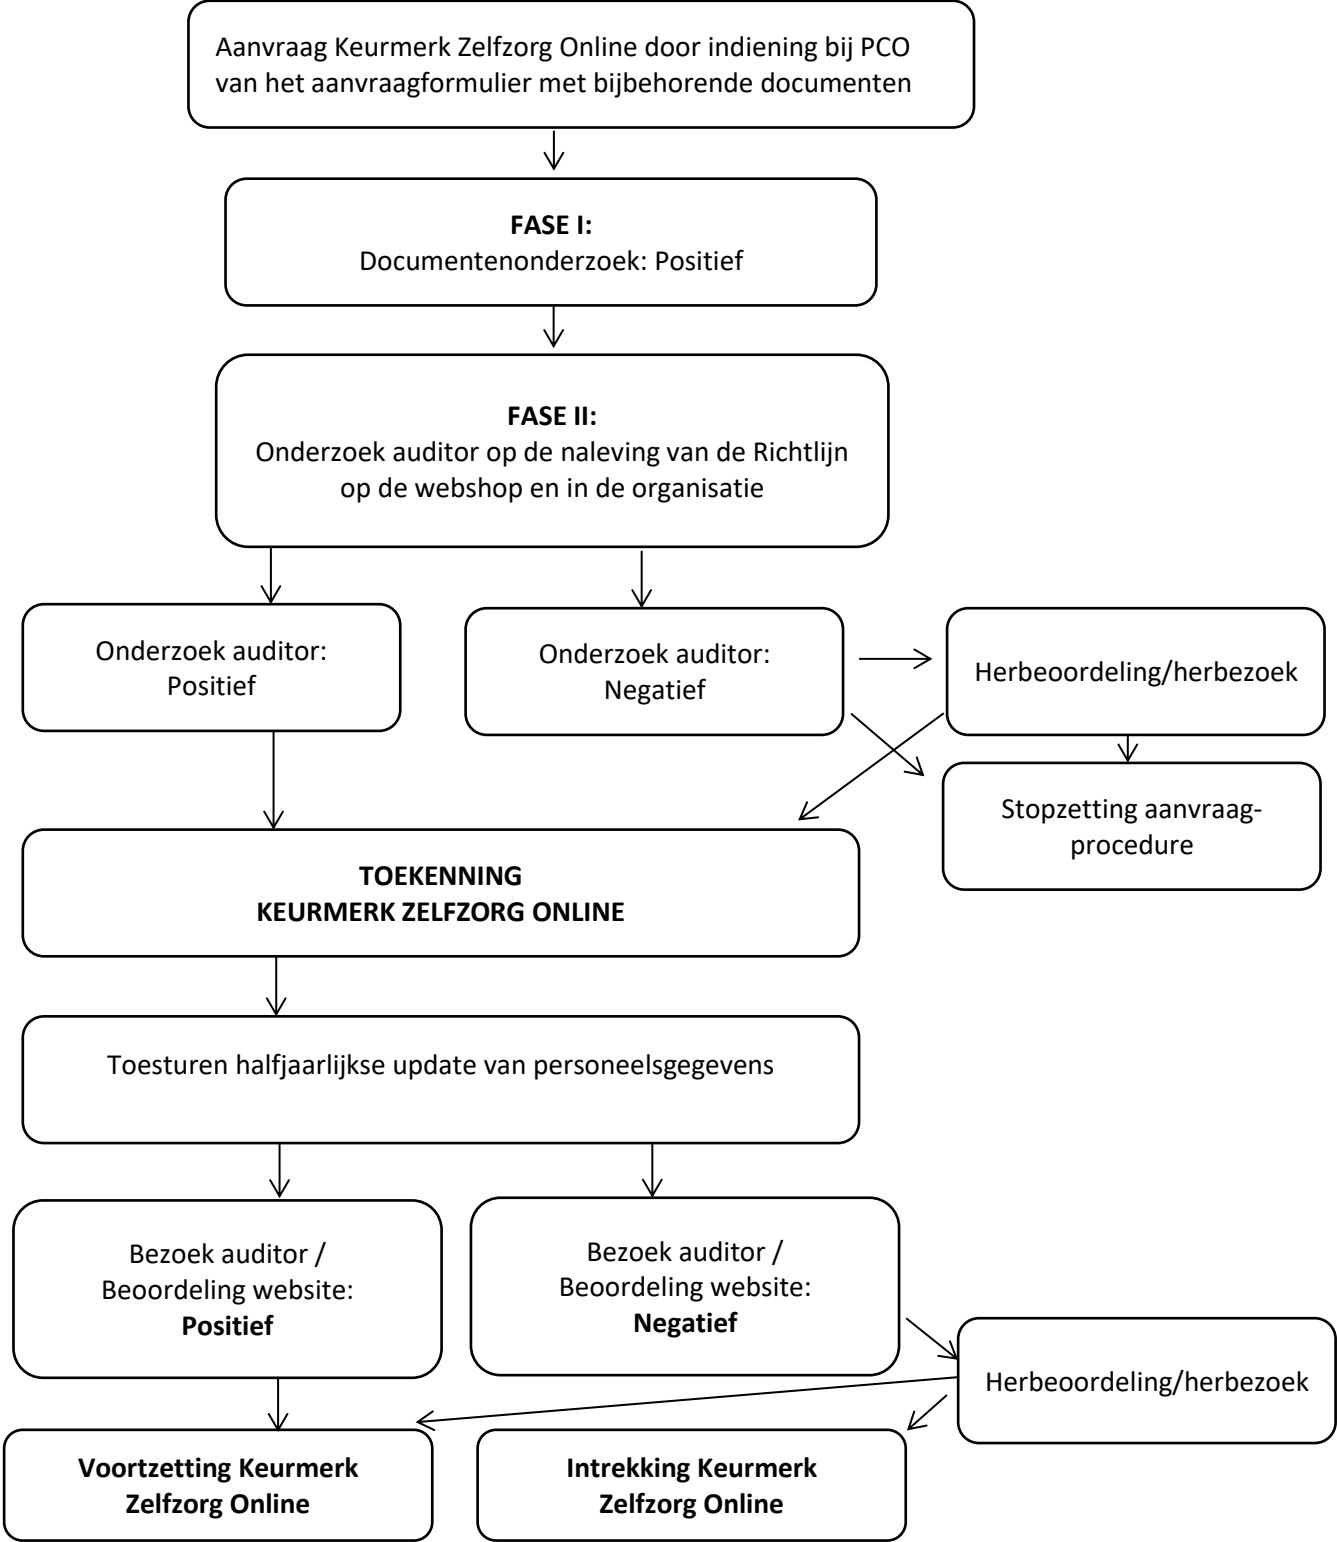 Aanvraag Keurmerk Zelfzorg Online door indiening bij PCO
van het aanvraagformulier met bijbehorende documenten
FASE I:
Documentenonderzoek: Positief
FASE II:
Onderzoek auditor op de naleving van de Richtlijn
op de webshop en in de organisatie
Onderzoek auditor:
Positief
Onderzoek auditor:
Negatief
Herbeoordeling/herbezoek
Stopzetting aanvraag-
procedure
TOEKENNING
KEURMERK ZELFZORG ONLINE
Toesturen halfjaarlijkse update van personeelsgegevens
Bezoek auditor /
Beoordeling website:
Positief
Bezoek auditor /
Beoordeling website:
Negatief
Herbeoordeling/herbezoek
Voortzetting Keurmerk
Zelfzorg Online
Intrekking Keurmerk
Zelfzorg Online